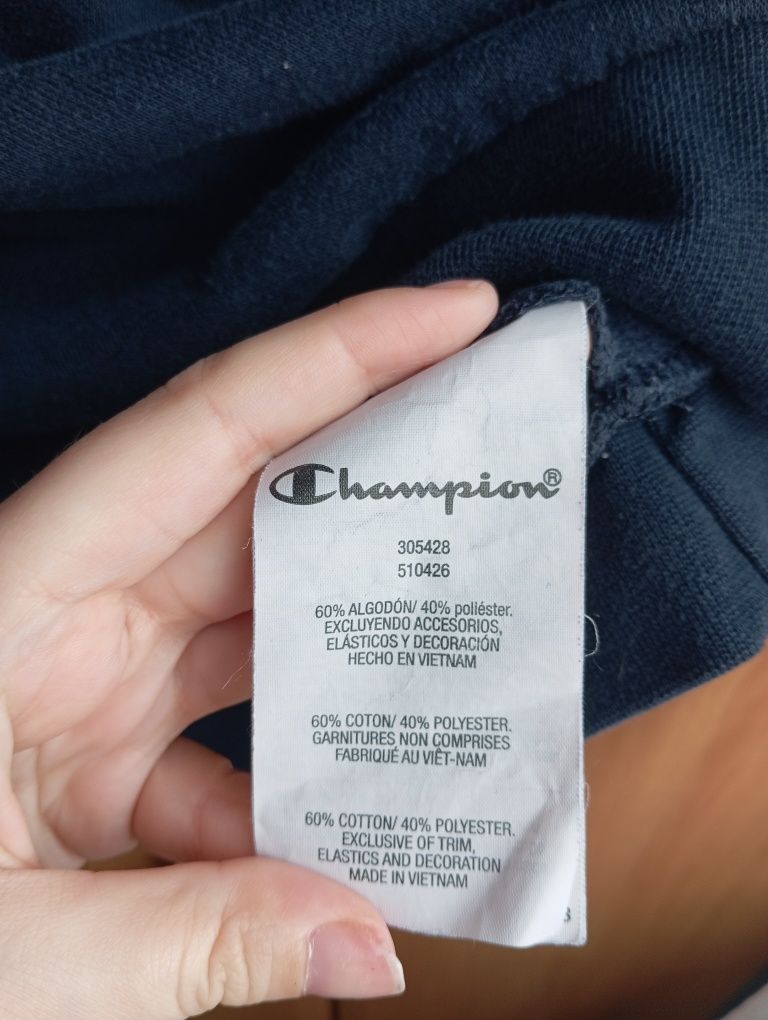 Champion®
305428
510426
60% ALGODÓN/ 40% poliéster.
EXCLUYENDO ACCESORIOS,
ELÁSTICOS Y DECORACIÓN
HECHO EN VIETNAM
60% COTON/ 40% POLYESTER.
GARNITURES NON COMPRISES
FABRIQUÉ AU VIÊT-NAM
60% COTTON/ 40% POLYESTER.
EXCLUSIVE OF TRIM,
ELASTICS AND DECORATION
MADE IN VIETNAM